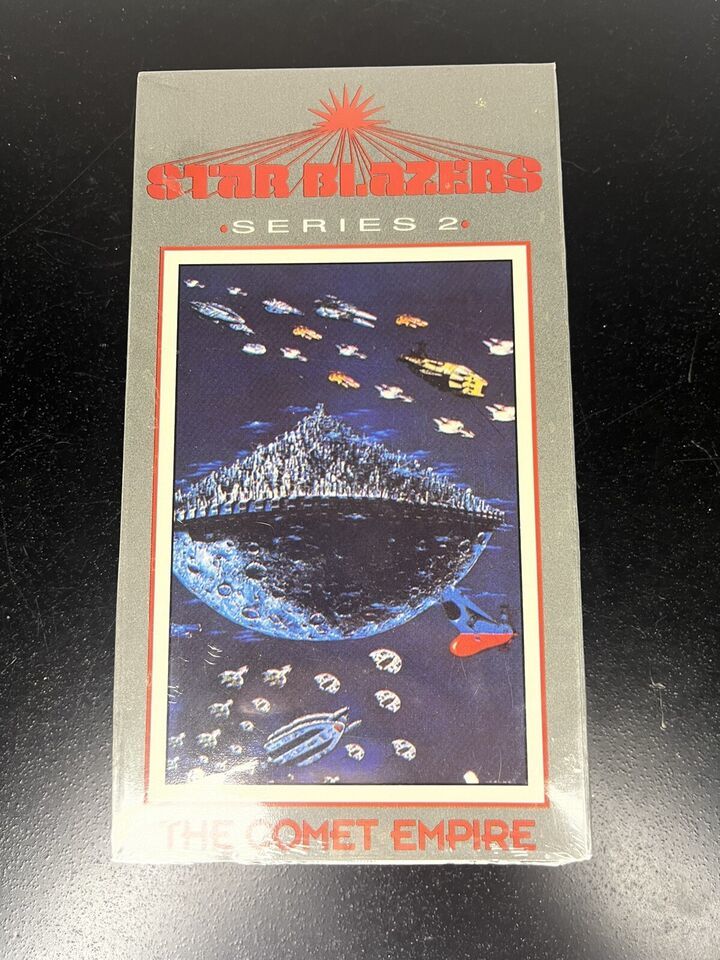 STAR BLAZERS
•SERIES 2•
THE COMET EMPIRE